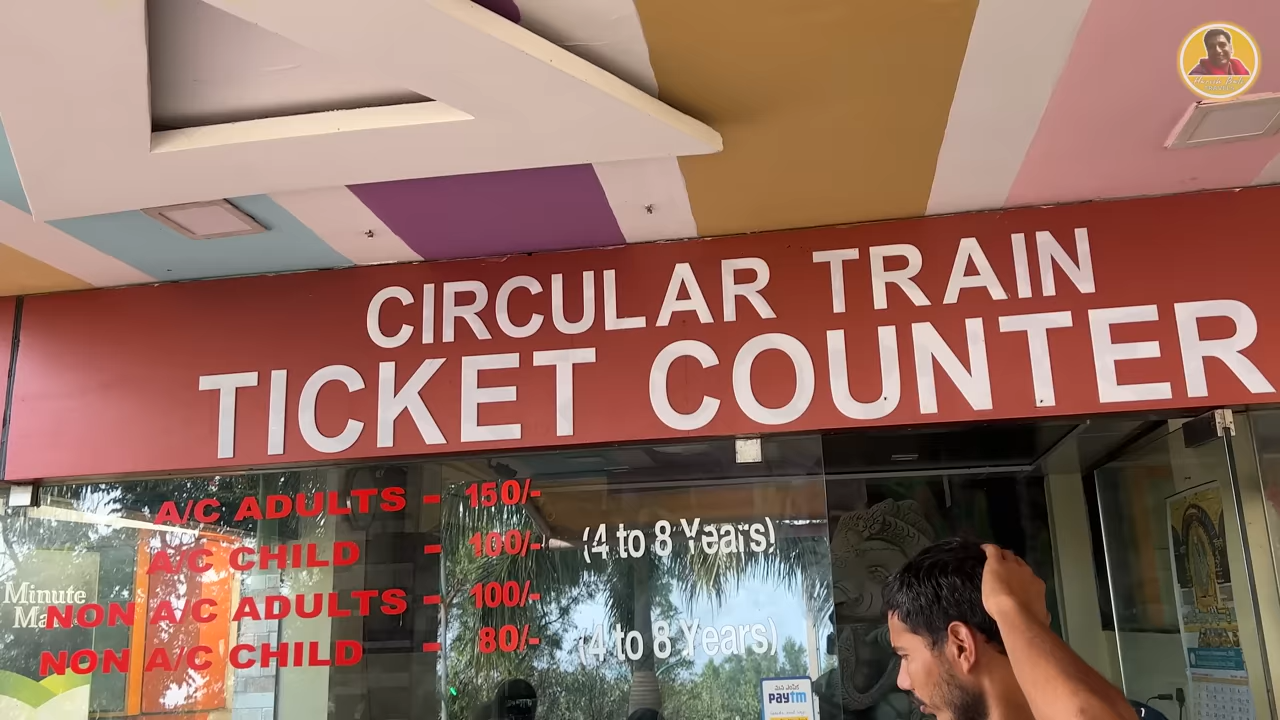 CIRCULAR TRAIN
TICKET COUNTER
A/C ADULTS - 150/-
A/C CHILD - 100/- (4 to 8 Years)
NON A/C ADULTS - 100/-
NON A/C CHILD - 80/- (4 to 8 Years)
Minute
paytm